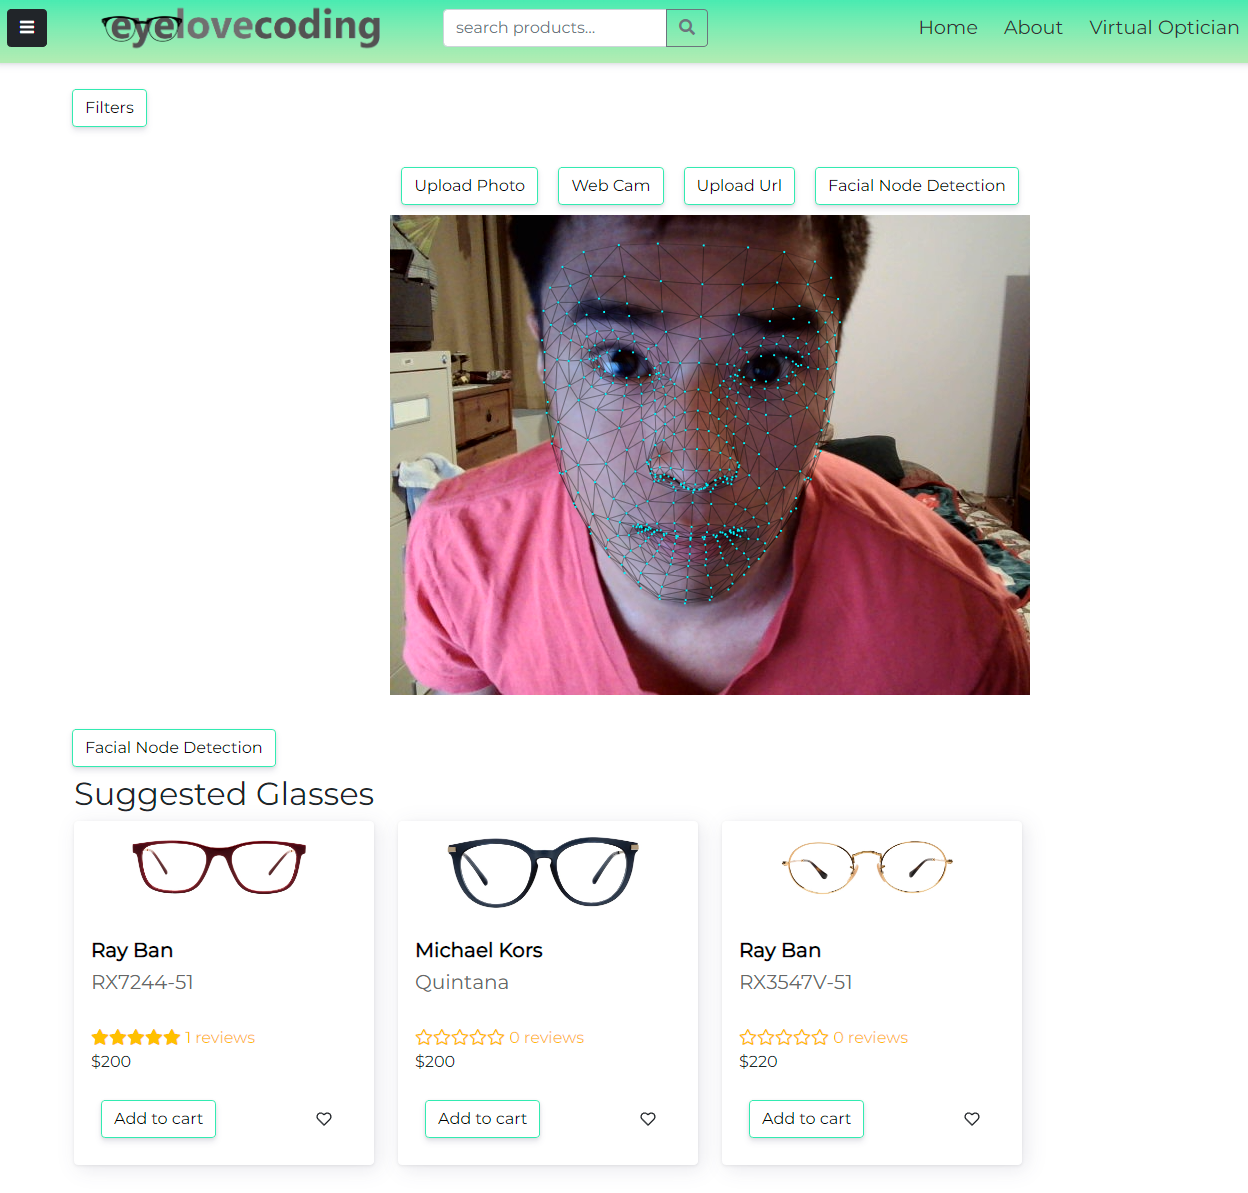 eyelovecoding
search products...
Home
About
Virtual Optician
Filters
Upload Photo
Web Cam
Upload Url
Facial Node Detection
Facial Node Detection
Suggested Glasses
Ray Ban
RX7244-51
1 reviews
$200
Add to cart
Michael Kors
Quintana
0 reviews
$200
Add to cart
Ray Ban
RX3547V-51
0 reviews
$220
Add to cart